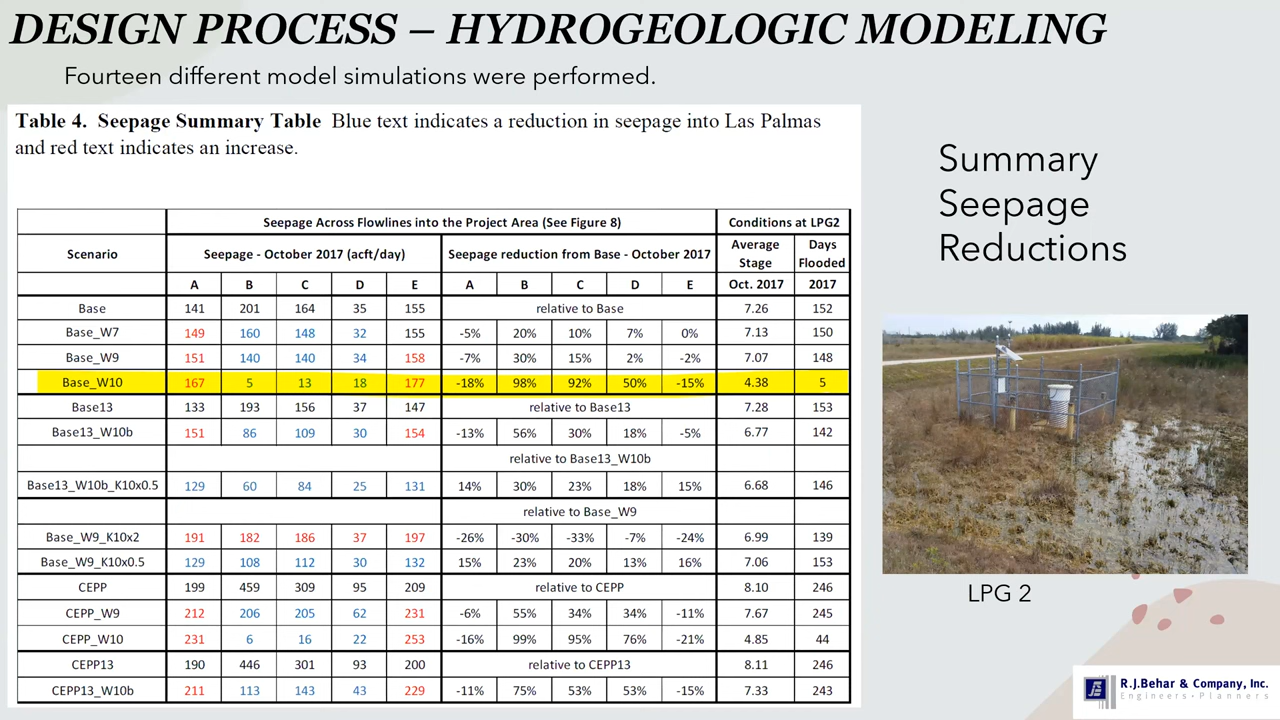 DESIGN PROCESS – HYDROGEOLOGIC MODELING
Fourteen different model simulations were performed.
Table 4. Seepage Summary Table Blue text indicates a reduction in seepage into Las Palmas
and red text indicates an increase.
Seepage Across Flowlines into the Project Area (See Figure 8) Conditions at LPG2
Scenario Seepage - October 2017 (acft/day) Seepage reduction from Base - October 2017 Average Stage Days Flooded
A B C D E A B C D E Oct. 2017 2017
Base 141 201 164 35 155 relative to Base 7.26 152
Base_W7 149 160 148 32 155 -5% 20% 10% 7% 0% 7.13 150
Base_W9 151 140 140 34 158 -7% 30% 15% 2% -2% 7.07 148
Base_W10 167 5 13 18 177 -18% 98% 92% 50% -15% 4.38 5
Base13 133 193 156 37 147 relative to Base13 7.28 153
Base13_W10b 151 86 109 30 154 -13% 56% 30% 18% -5% 6.77 142
relative to Base13_W10b
Base13_W10b_K10x0.5 129 60 84 25 131 14% 30% 23% 18% 15% 6.68 146
relative to Base_W9
Base_W9_K10x2 191 182 186 37 197 -26% -30% -33% -7% -24% 6.99 139
Base_W9_K10x0.5 129 108 112 30 132 15% 23% 20% 13% 16% 7.06 153
CEPP 199 459 309 95 209 relative to CEPP 8.10 246
CEPP_W9 212 206 205 62 231 -6% 55% 34% 34% -11% 7.67 245
CEPP_W10 231 6 16 22 253 -16% 99% 95% 76% -21% 4.85 44
CEPP13 190 446 301 93 200 relative to CEPP13 8.11 246
CEPP13_W10b 211 113 143 43 229 -11% 75% 53% 53% -15% 7.33 243
Summary
Seepage
Reductions
LPG 2
R.J.Behar & Company, Inc.
Engineers • Planners